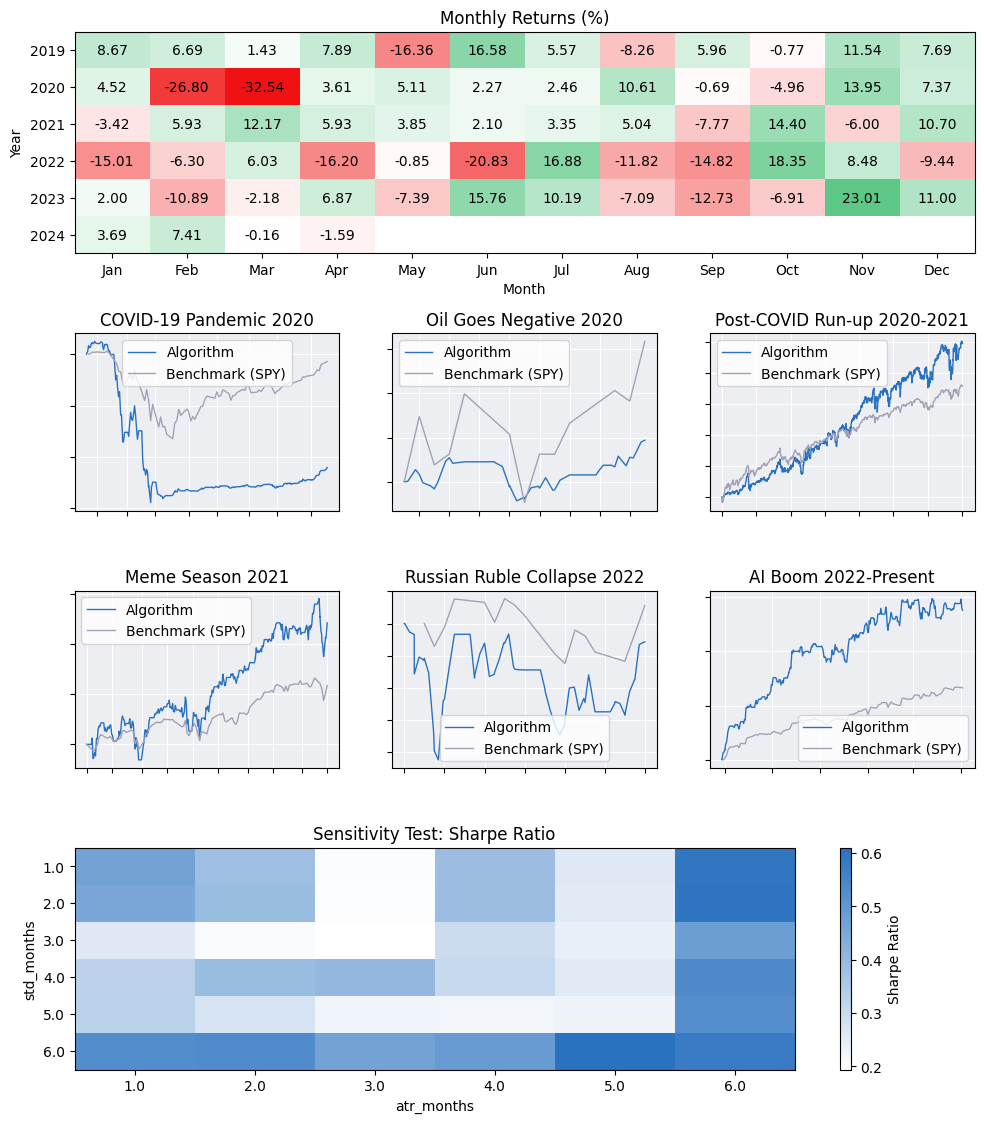 Monthly Returns (%)
Year
2019 8.67 6.69 1.43 7.89 -16.36 16.58 5.57 -8.26 5.96 -0.77 11.54 7.69
2020 4.52 -26.80 -32.54 3.61 5.11 2.27 2.46 10.61 -0.69 -4.96 13.95 7.37
2021 -3.42 5.93 12.17 5.93 3.85 2.10 3.35 5.04 -7.77 14.40 -6.00 10.70
2022 -15.01 -6.30 6.03 -16.20 -0.85 -20.83 16.88 -11.82 -14.82 18.35 8.48 -9.44
2023 2.00 -10.89 -2.18 6.87 -7.39 15.76 10.19 -7.09 -12.73 -6.91 23.01 11.00
2024 3.69 7.41 -0.16 -1.59
Jan Feb Mar Apr May Jun Jul Aug Sep Oct Nov Dec
Month
COVID-19 Pandemic 2020
Algorithm
Benchmark (SPY)
Oil Goes Negative 2020
Algorithm
Benchmark (SPY)
Post-COVID Run-up 2020-2021
Algorithm
Benchmark (SPY)
Meme Season 2021
Algorithm
Benchmark (SPY)
Russian Ruble Collapse 2022
Algorithm
Benchmark (SPY)
AI Boom 2022-Present
Algorithm
Benchmark (SPY)
Sensitivity Test: Sharpe Ratio
std_months
1.0
2.0
3.0
4.0
5.0
6.0
1.0 2.0 3.0 4.0 5.0 6.0
atr_months
0.6
0.5
0.4
0.3
0.2
Sharpe Ratio